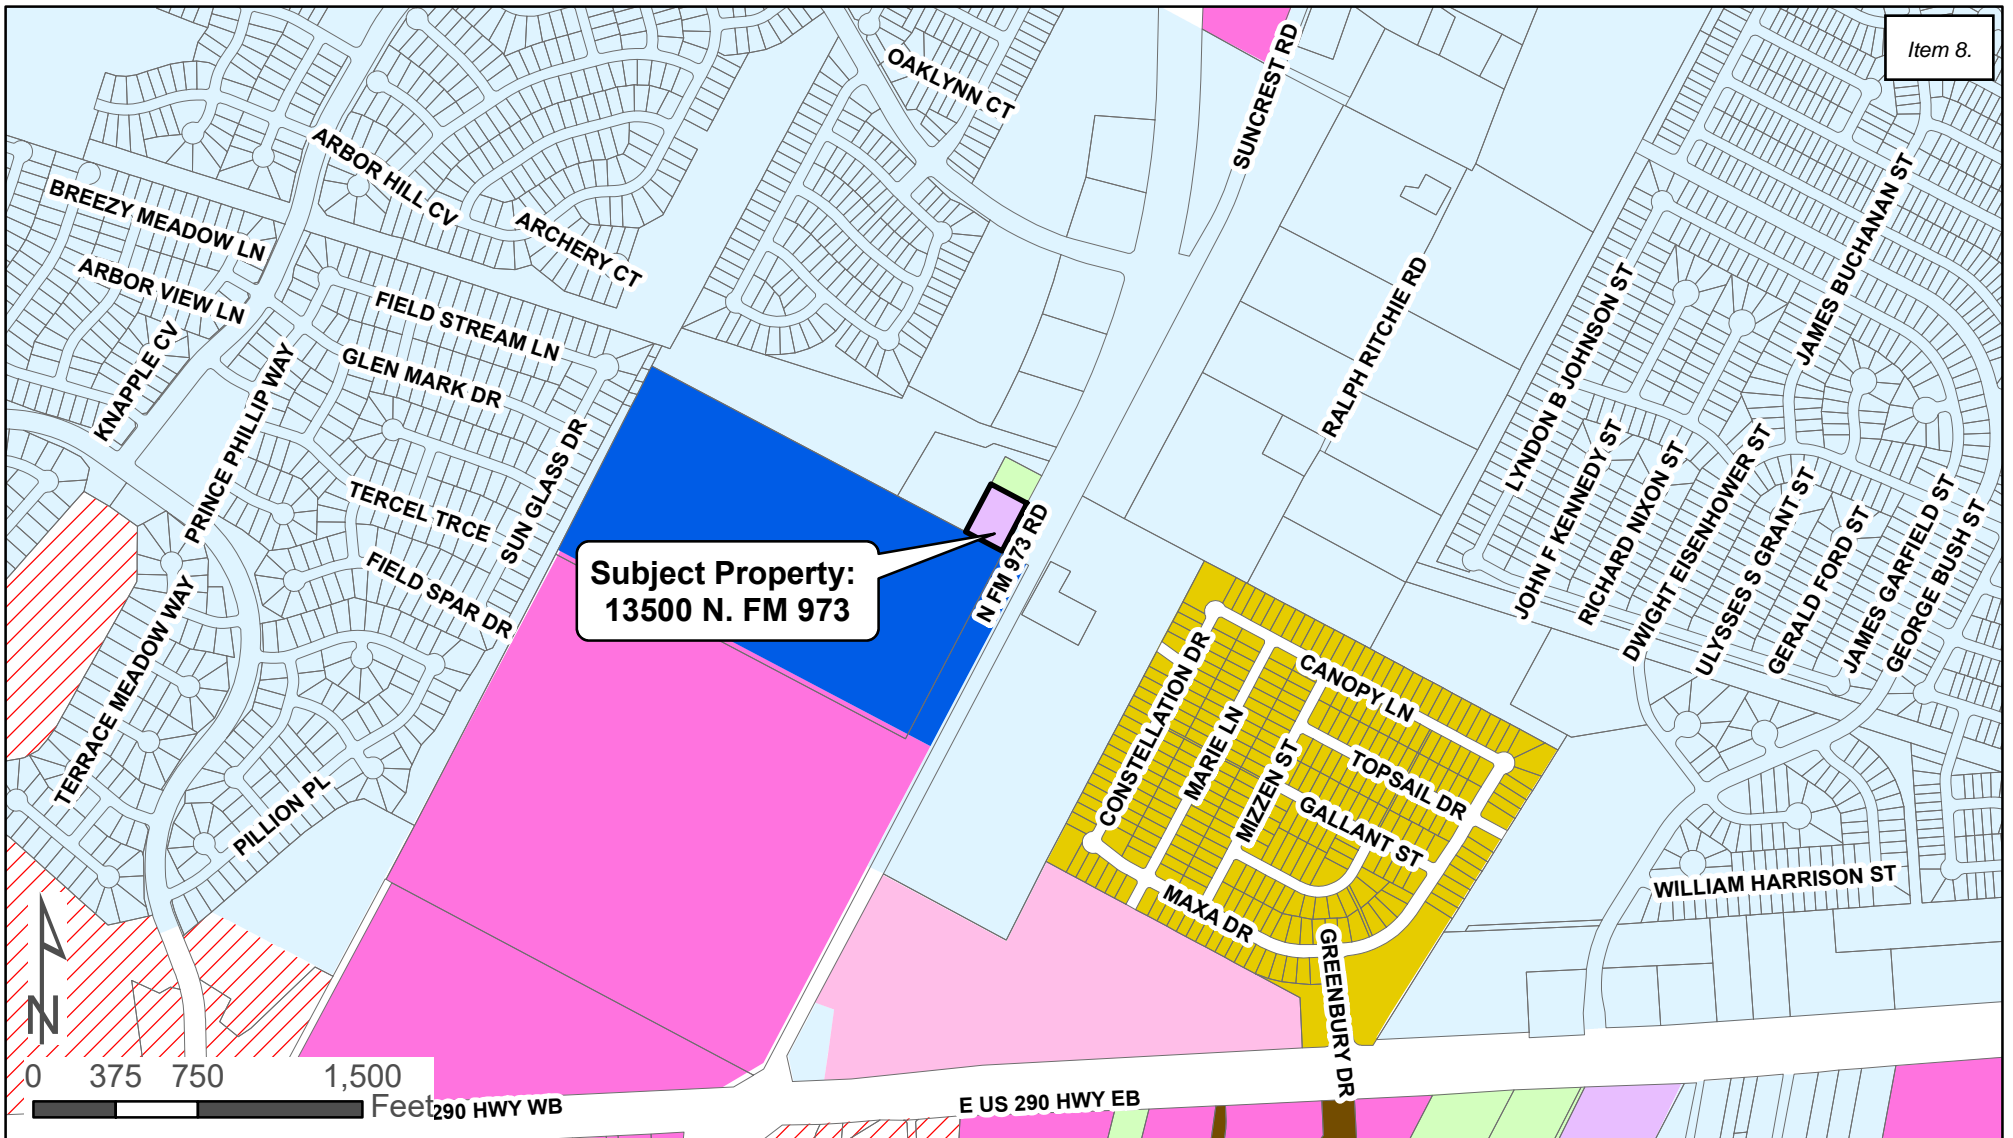 Item 8.
OAKLYNN CT
SUNCREST RD
ARBOR HILL CV
BREEZY MEADOW LN
ARCHERY CT
JAMES BUCHANAN ST
ARBOR VIEW LN
FIELD STREAM LN
RALPH RITCHIE RD
LYNDON B JOHNSON ST
KNAPPLE CV
PRINCE PHILLIP WAY
GLEN MARK DR
SUN GLASS DR
JOHN F KENNEDY ST
RICHARD NIXON ST
DWIGHT EISENHOWER ST
ULYSSES S GRANT ST
GERALD FORD ST
JAMES GARFIELD ST
GEORGE BUSH ST
TERCEL TRCE
N FM 973 RD
FIELD SPAR DR
Subject Property:
13500 N. FM 973
TERRACE MEADOW WAY
CONSTELLATION DR
CANOPY LN
MARIE LN
MIZZEN ST
TOPSAIL DR
GALLANT ST
PILLION PL
WILLIAM HARRISON ST
MAXA DR
GREENBURY DR
N
0 375 750 1,500
Feet
290 HWY WB
E US 290 HWY EB